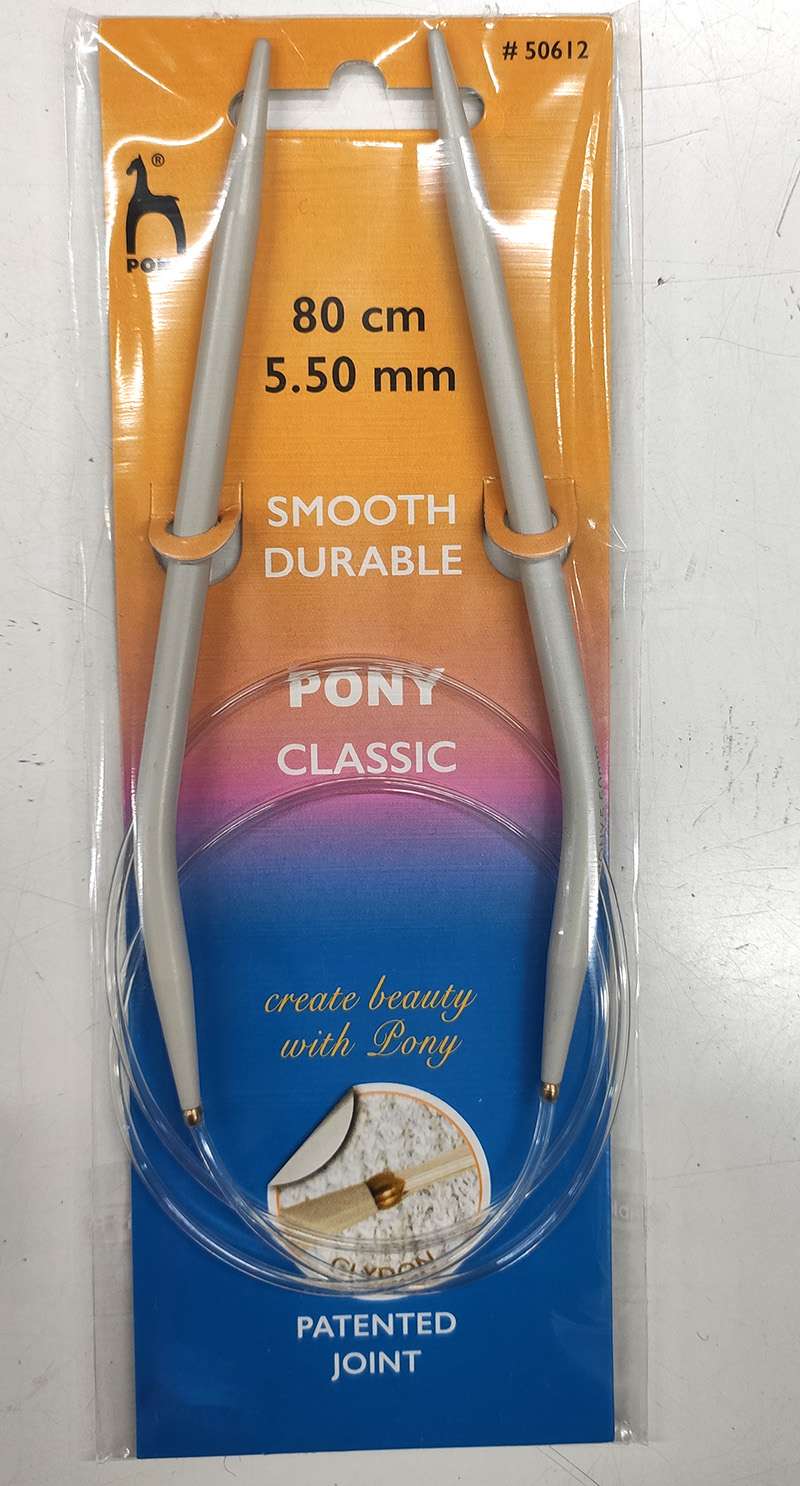 # 50612
®
80 cm
5.50 mm
SMOOTH
DURABLE
PONY
CLASSIC
create beauty
with Pony
PATENTED
JOINT